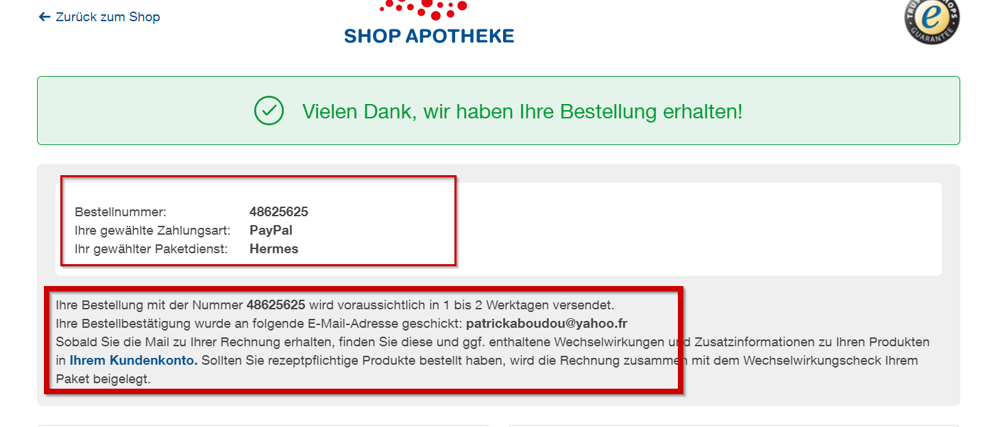 ← Zurück zum Shop
SHOP APOTHEKE
e
GUARANTEE
Vielen Dank, wir haben Ihre Bestellung erhalten!
Bestellnummer: 48625625
Ihre gewählte Zahlungsart: PayPal
Ihr gewählter Paketdienst: Hermes
Ihre Bestellung mit der Nummer 48625625 wird voraussichtlich in 1 bis 2 Werktagen versendet.
Ihre Bestellbestätigung wurde an folgende E-Mail-Adresse geschickt: patrickaboudou@yahoo.fr
Sobald Sie die Mail zu Ihrer Rechnung erhalten, finden Sie diese und ggf. enthaltene Wechselwirkungen und Zusatzinformationen zu Ihren Produkten
in Ihrem Kundenkonto. Sollten Sie rezeptpflichtige Produkte bestellt haben, wird die Rechnung zusammen mit dem Wechselwirkungscheck Ihrem
Paket beigelegt.